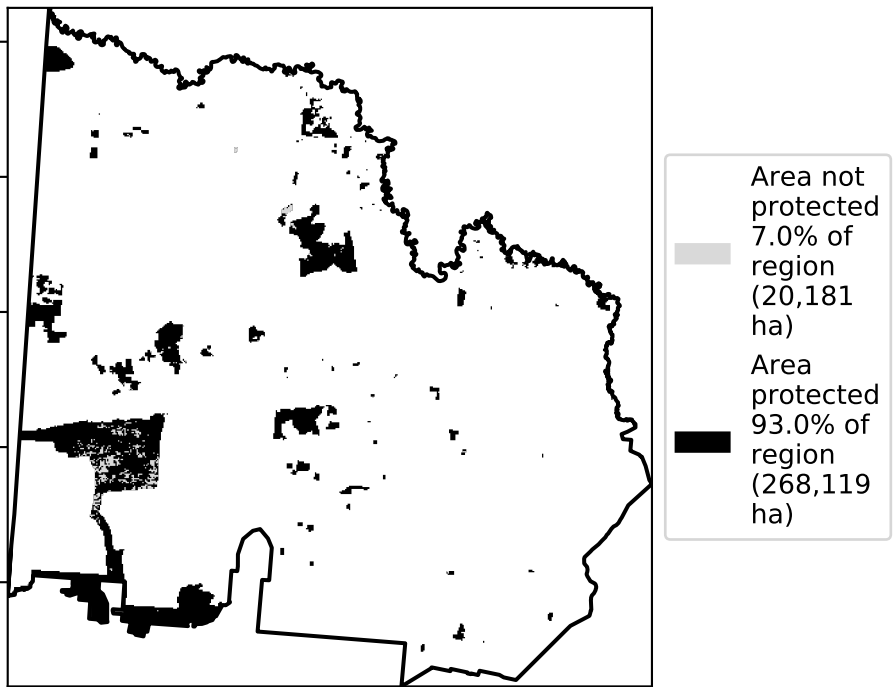 Area not
protected
7.0% of
region
(20,181
ha)
Area
protected
93.0% of
region
(268,119
ha)